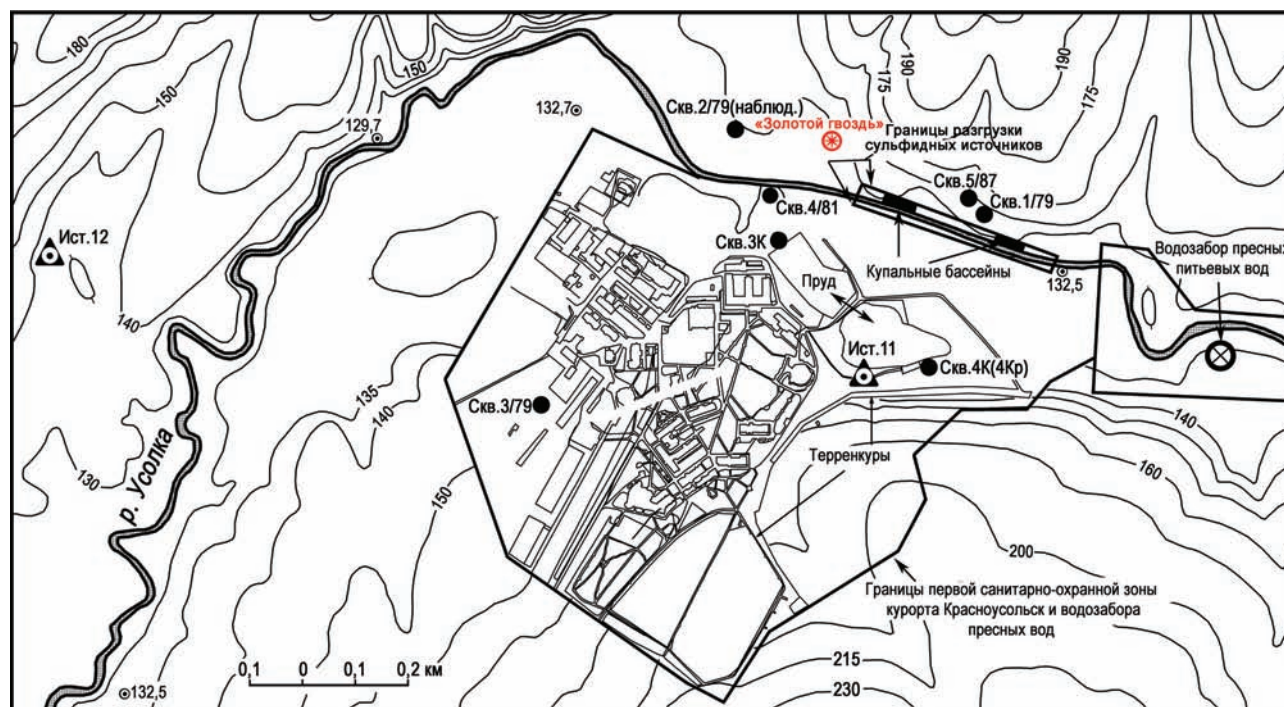 180
150
150
129,7
132,7
Скв.2/79(наблюд.)
«Золотой гвоздь»
Границы разгрузки
сульфидных источников
190
175
190
175
Скв.5/87
Скв.1/79
Скв.4/81
Скв.3К
Ист.12
Купальные бассейны
132,5
Водозабор пресных
питьевых вод
Пруд
140
Ист.11
Скв.4К(4Кр)
135
140
Скв.3/79
140
160
Терренкуры
130
р. Усолка
150
200
Границы первой санитарно-охранной зоны
курорта Красноусольск и водозабора
пресных вод
0,1 0 0,1 0,2 км
132,5
215
230